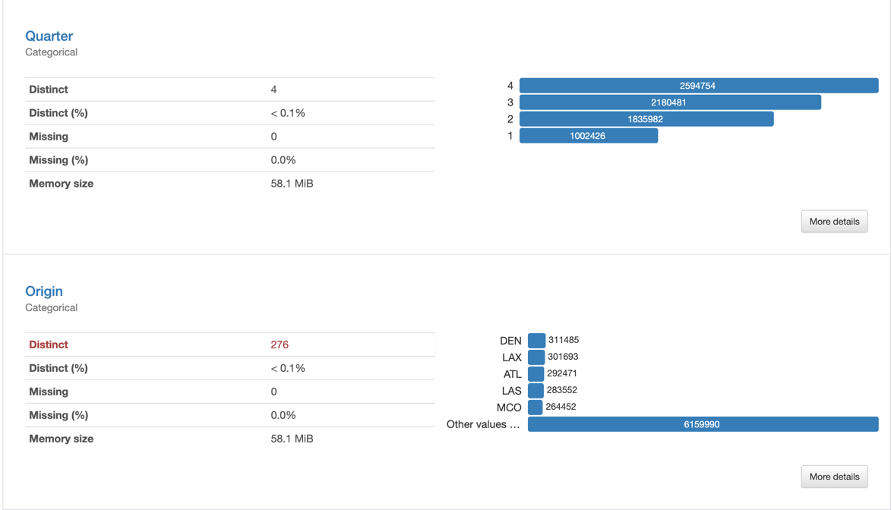 Quarter
Categorical
Distinct 4
Distinct (%) < 0.1%
Missing 0
Missing (%) 0.0%
Memory size 58.1 MiB
4 2594754
3 2180481
2 1835982
1 1002426
More details
Origin
Categorical
Distinct 276
Distinct (%) < 0.1%
Missing 0
Missing (%) 0.0%
Memory size 58.1 MiB
DEN 311485
LAX 301693
ATL 292471
LAS 283552
MCO 264452
Other values ... 6159990
More details